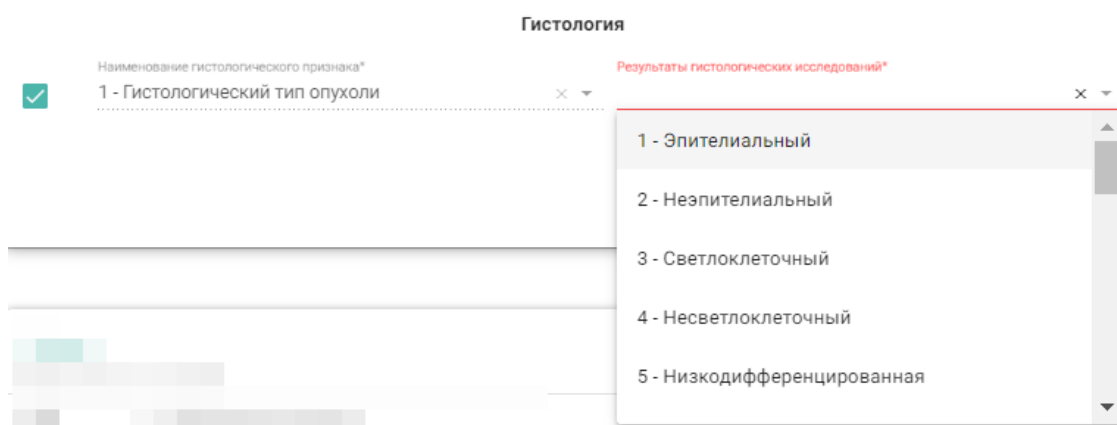 Гистология
Наименование гистологического признака*
1 - Гистологический тип опухоли
Результаты гистологических исследований*
1 - Эпителиальный
2 - Неэпителиальный
3 - Светлоклеточный
4 - Несветлоклеточный
5 - Низкодифференцированная